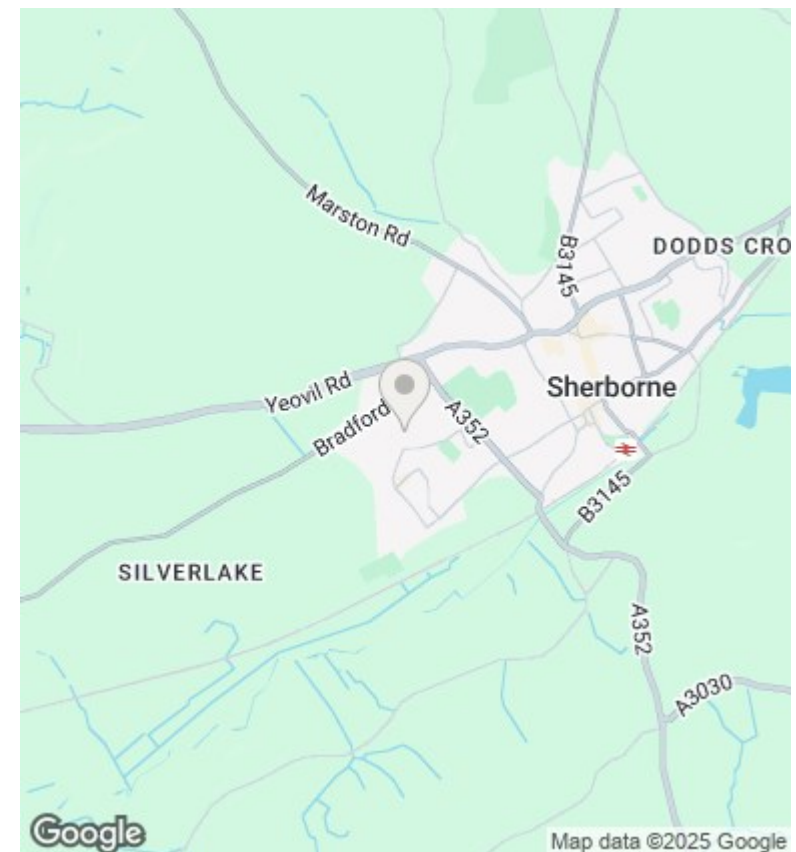 Marston Rd
B3145
DODDS CRO
Yeovil Rd
Bradford
A352
Sherborne
B3145
SILVERLAKE
A352
A3030
Google
Map data ©2025 Google